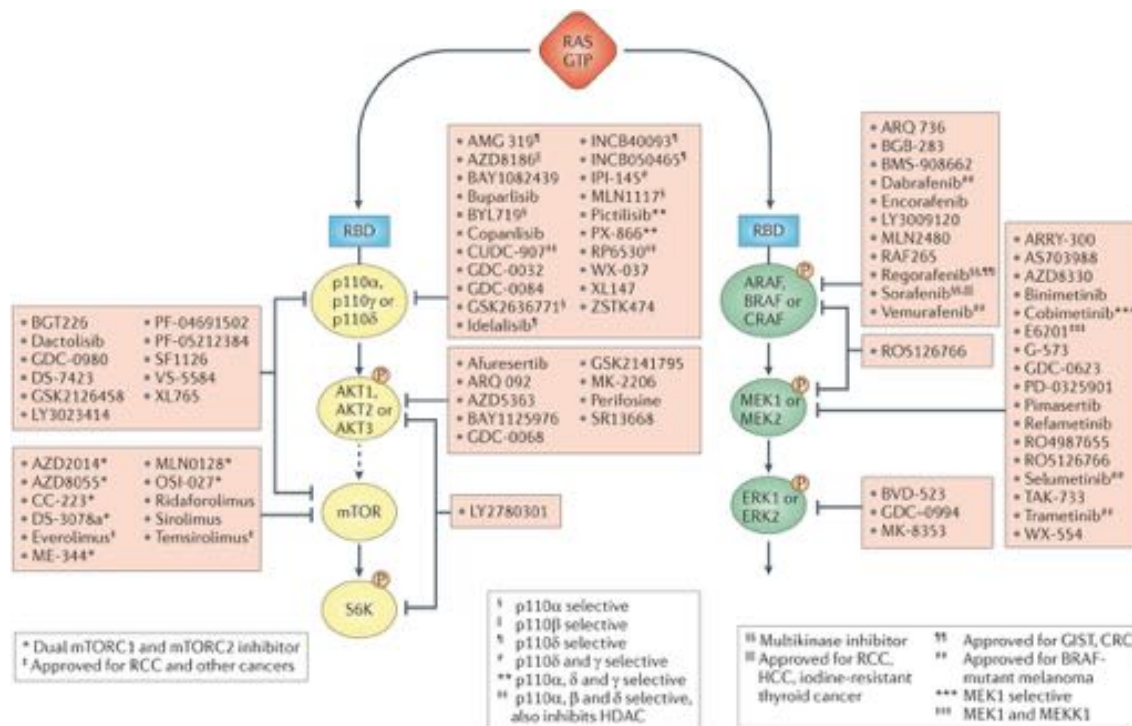 RAS
GTP
RBD
p110α,
p110γ or
p110δ
P
AKT1,
AKT2 or
AKT3
mTOR
P
S6K
• AMG 319¶
• AZD8186‖
• BAY1082439
• Buparlisib
• BYL719§
• Copanlisib
• CUDC-907‡‡
• GDC-0032
• GDC-0084
• GSK2636771§
• Idelalisib¶
• INCB40093¶
• INCB050465¶
• IPI-145#
• MLN1117§
• Pictilisib**
• PX-866**
• RP6530‡‡
• WX-037
• XL147
• ZSTK474
• BGT226
• Dactolisib
• GDC-0980
• DS-7423
• GSK2126458
• LY3023414
• PF-04691502
• PF-05212384
• SF1126
• VS-5584
• XL765
• Afuresertib
• ARQ 092
• AZD5363
• BAY1125976
• GDC-0068
• GSK2141795
• MK-2206
• Perifosine
• SR13668
• AZD2014*
• AZD8055*
• CC-223*
• DS-3078a*
• Everolimus‡
• ME-344*
• MLN0128*
• OSI-027*
• Ridaforolimus
• Sirolimus
• Temsirolimus‡
• LY2780301
RBD
P
ARAF,
BRAF or
CRAF
P
MEK1 or
MEK2
P
ERK1 or
ERK2
• ARQ 736
• BGB-283
• BMS-908662
• Dabrafenib##
• Encorafenib
• LY3009120
• MLN2480
• RAF265
• Regorafenib§§,¶¶
• Sorafenib§§,‖‖
• Vemurafenib##
• RO5126766
• ARRY-300
• AS703988
• AZD8330
• Binimetinib
• Cobimetinib***
• E6201‡‡‡
• G-573
• GDC-0623
• PD-0325901
• Pimasertib
• Refametinib
• RO4987655
• RO5126766
• Selumetinib##
• TAK-733
• Trametinib##
• WX-554
• BVD-523
• GDC-0994
• MK-8353
* Dual mTORC1 and mTORC2 inhibitor
‡ Approved for RCC and other cancers
§ p110α selective
‖ p110β selective
¶ p110δ selective
# p110δ and γ selective
** p110α, δ and γ selective
‡‡ p110α, β and δ selective,
also inhibits HDAC
§§ Multikinase inhibitor
‖‖ Approved for RCC,
HCC, iodine-resistant
thyroid cancer
¶¶ Approved for GIST, CRC
## Approved for BRAF-
mutant melanoma
*** MEK1 selective
‡‡‡ MEK1 and MEKK1